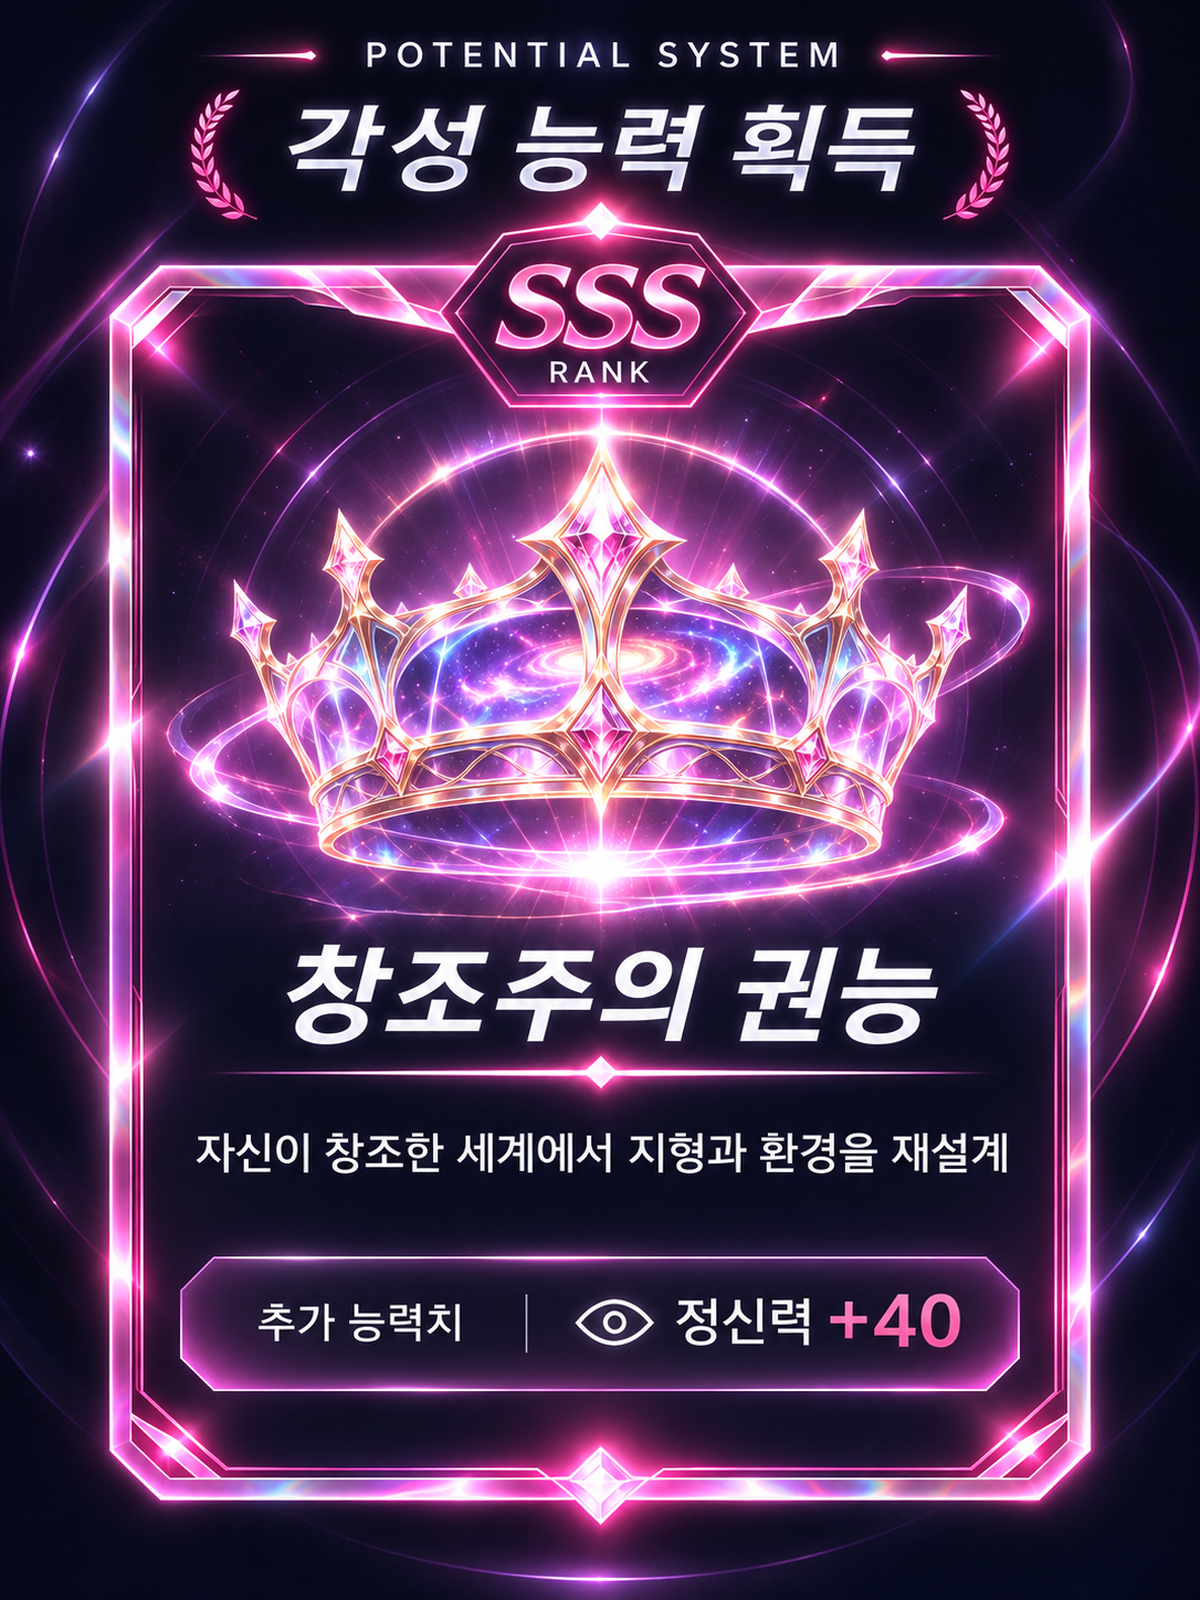 POTENTIAL SYSTEM
각성 능력 획득
SSS
RANK
창조주의 권능
자신이 창조한 세계에서 지형과 환경을 재설계
추가 능력치
정신력 +40